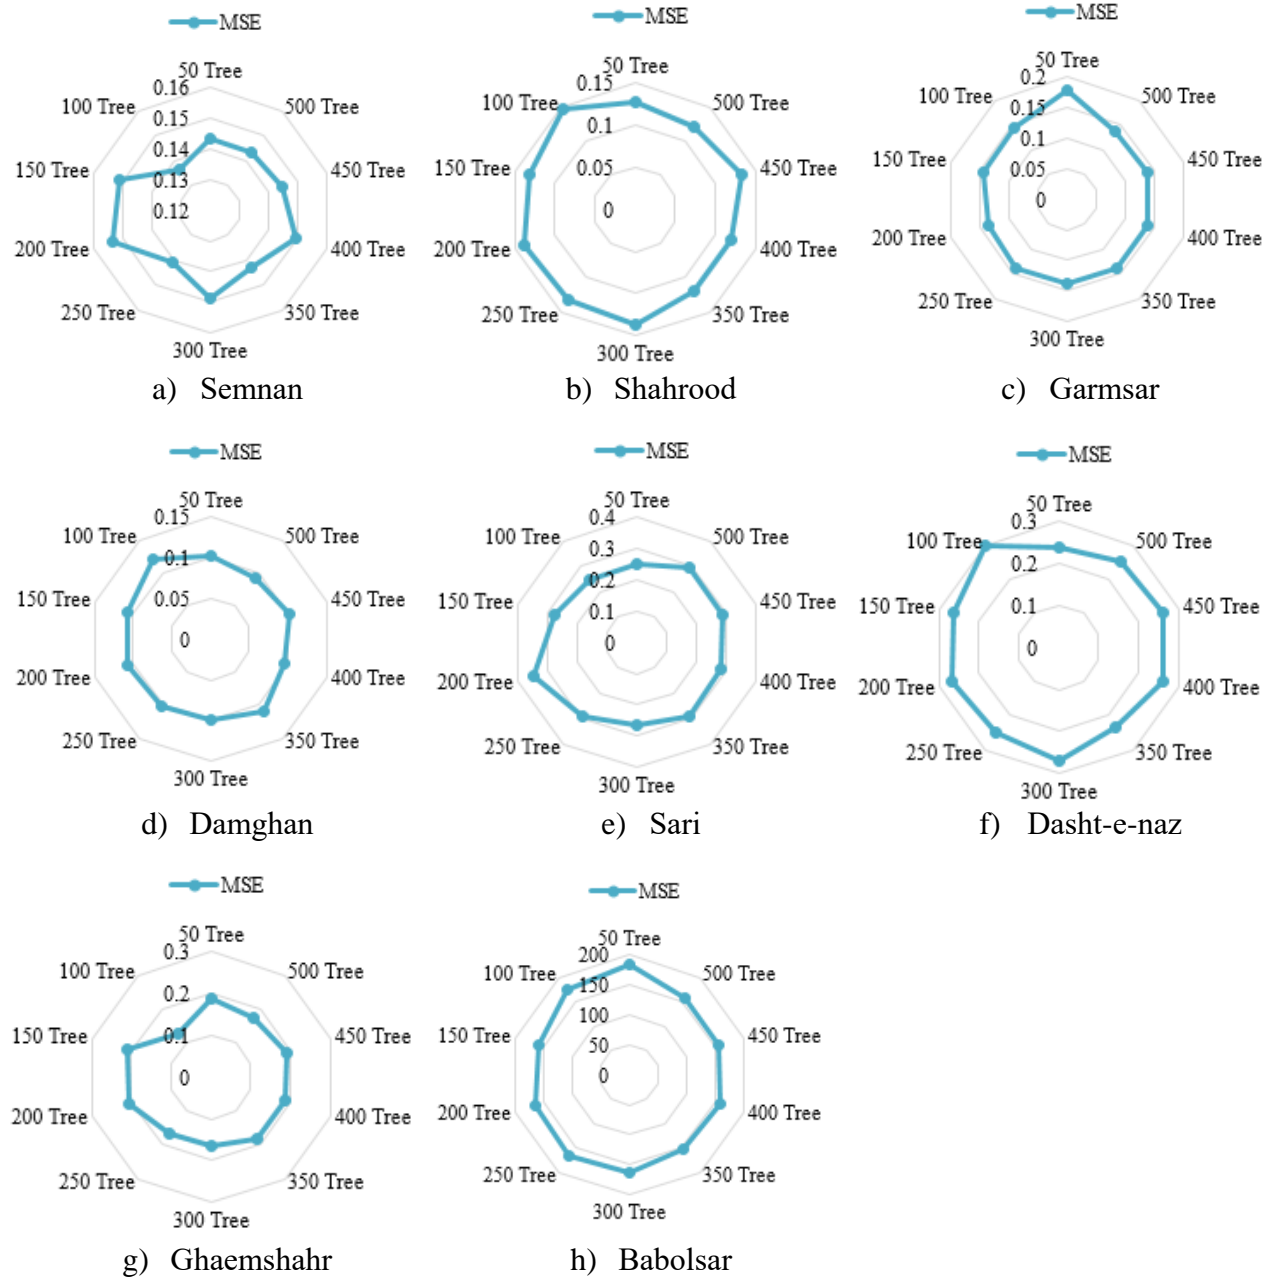 MSE
50 Tree
0.16
100 Tree
500 Tree
0.15
0.14
150 Tree
450 Tree
0.13
0.12
200 Tree
400 Tree
250 Tree
350 Tree
300 Tree
a) Semnan
MSE
50 Tree
0.15
100 Tree
500 Tree
0.1
150 Tree
450 Tree
0.05
0
200 Tree
400 Tree
250 Tree
350 Tree
300 Tree
b) Shahrood
MSE
50 Tree
0.2
100 Tree
500 Tree
0.15
0.1
150 Tree
450 Tree
0.05
0
200 Tree
400 Tree
250 Tree
350 Tree
300 Tree
c) Garmsar
MSE
50 Tree
0.15
100 Tree
500 Tree
0.1
150 Tree
450 Tree
0.05
0
200 Tree
400 Tree
250 Tree
350 Tree
300 Tree
d) Damghan
MSE
50 Tree
0.4
100 Tree
500 Tree
0.3
0.2
150 Tree
450 Tree
0.1
0
200 Tree
400 Tree
250 Tree
350 Tree
300 Tree
e) Sari
MSE
50 Tree
0.3
100 Tree
500 Tree
0.2
150 Tree
450 Tree
0.1
0
200 Tree
400 Tree
250 Tree
350 Tree
300 Tree
f) Dasht-e-naz
MSE
50 Tree
0.3
100 Tree
500 Tree
0.2
150 Tree
450 Tree
0.1
0
200 Tree
400 Tree
250 Tree
350 Tree
300 Tree
g) Ghaemshahr
MSE
50 Tree
200
100 Tree
500 Tree
150
100
150 Tree
450 Tree
50
0
200 Tree
400 Tree
250 Tree
350 Tree
300 Tree
h) Babolsar